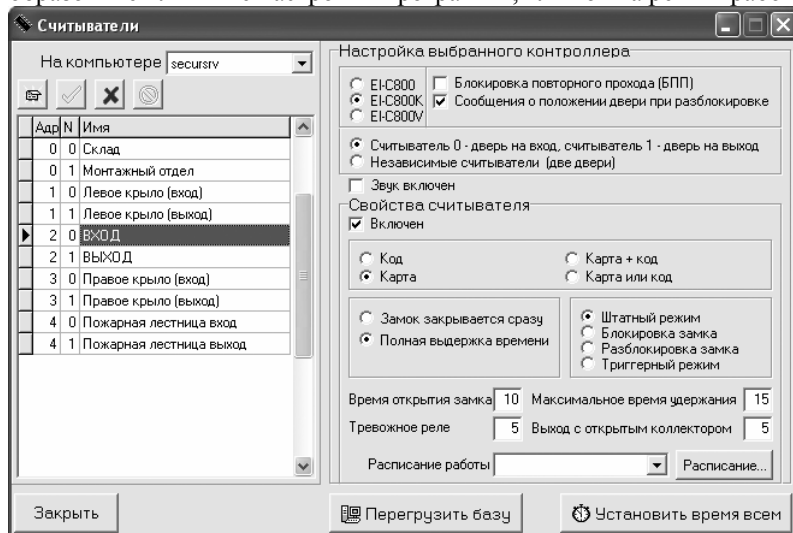 Считыватели
На компьютере securserv
Адр N Имя
0 0 Склад
0 1 Монтажный отдел
1 0 Левое крыло (вход)
1 1 Левое крыло (выход)
2 0 ВХОД
2 1 ВЫХОД
3 0 Правое крыло (вход)
3 1 Правое крыло (выход)
4 0 Пожарная лестница вход
4 1 Пожарная лестница выход
Закрыть
Настройка выбранного контроллера
EI-C800
EI-C800K
EI-C800V
Блокировка повторного прохода (БПП)
Сообщения о положении двери при разблокировке
Считыватель 0 - дверь на вход, считыватель 1 - дверь на выход
Независимые считыватели (две двери)
Звук включен
Свойства считывателя
Включен
Код
Карта
Карта + код
Карта или код
Замок закрывается сразу
Полная выдержка времени
Штатный режим
Блокировка замка
Разблокировка замка
Триггерный режим
Время открытия замка 10 Максимальное время удержания 15
Тревожное реле 5 Выход с открытым коллектором 5
Расписание работы Расписание...
Перегрузить базу
Установить время всем